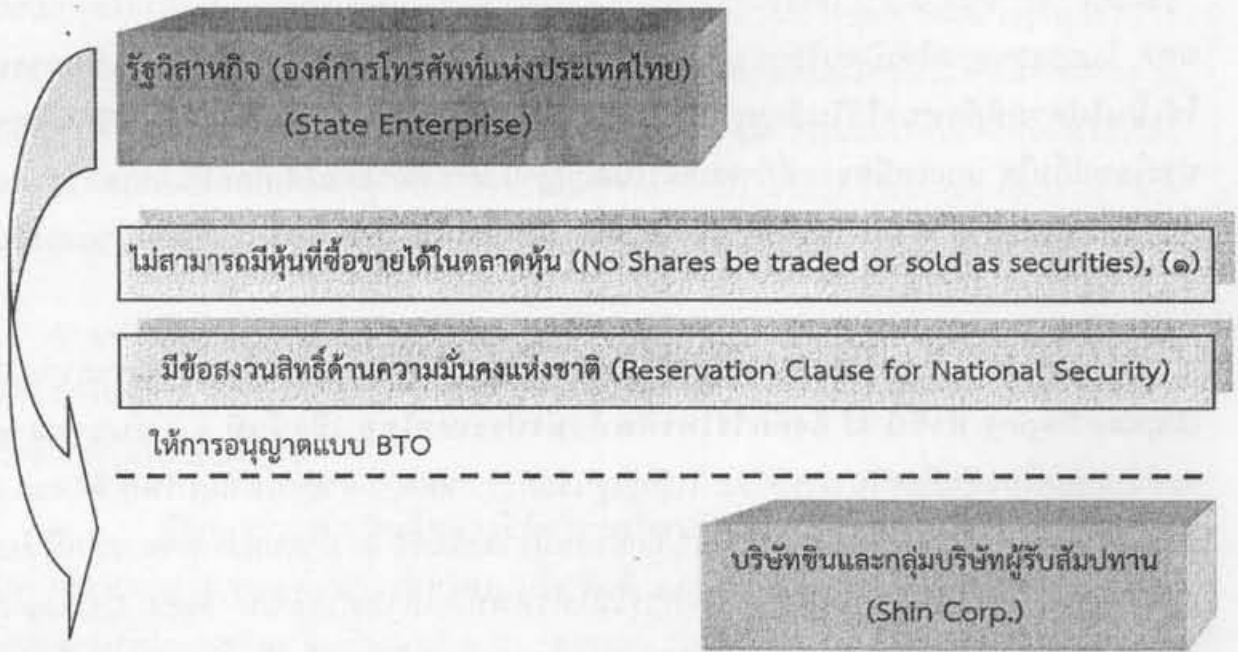 รัฐวิสาหกิจ (องค์การโทรศัพท์แห่งประเทศไทย)
(State Enterprise)
ไม่สามารถมีหุ้นที่ซื้อขายได้ในตลาดหุ้น (No Shares be traded or sold as securities), (๑)
มีข้อสงวนสิทธิ์ด้านความมั่นคงแห่งชาติ (Reservation Clause for National Security)
ให้การอนุญาตแบบ BTO
บริษัทชินและกลุ่มบริษัทผู้รับสัมปทาน
(Shin Corp.)